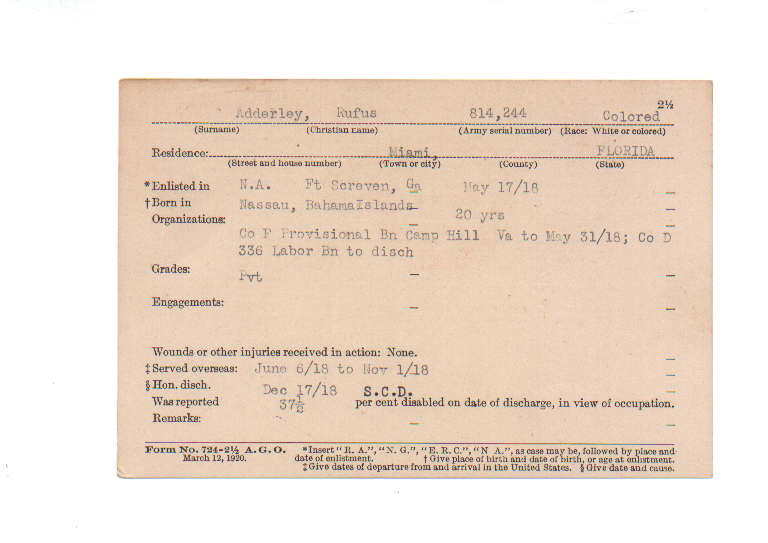 2½
Adderley, Rufus 814,244 Colored
(Surname) (Christian name) (Army serial number) (Race: White or colored)
Residence: Miami, FLORIDA
(Street and house number) (Town or city) (County) (State)
*Enlisted in N.A. Ft Screven, Ga May 17/18
†Born in Nassau, BahamaIslands
20 yrs
Organizations:
Co F Provisional Bn Camp Hill Va to May 31/18; Co D
336 Labor Bn to disch
Grades: Pvt
Engagements:
Wounds or other injuries received in action: None.
‡Served overseas: June 6/18 to Nov 1/18
§Hon. disch. Dec 17/18 S.C.D.
Was reported 37½ per cent disabled on date of discharge, in view of occupation.
Remarks:
Form No. 724-2½ A.G.O. *Insert "R. A.", "N. G.", "E. R. C.", "N A.", as case may be, followed by place and
March 12, 1920. date of enlistment. †Give place of birth and date of birth, or age at enlistment.
‡Give dates of departure from and arrival in the United States. §Give date and cause.